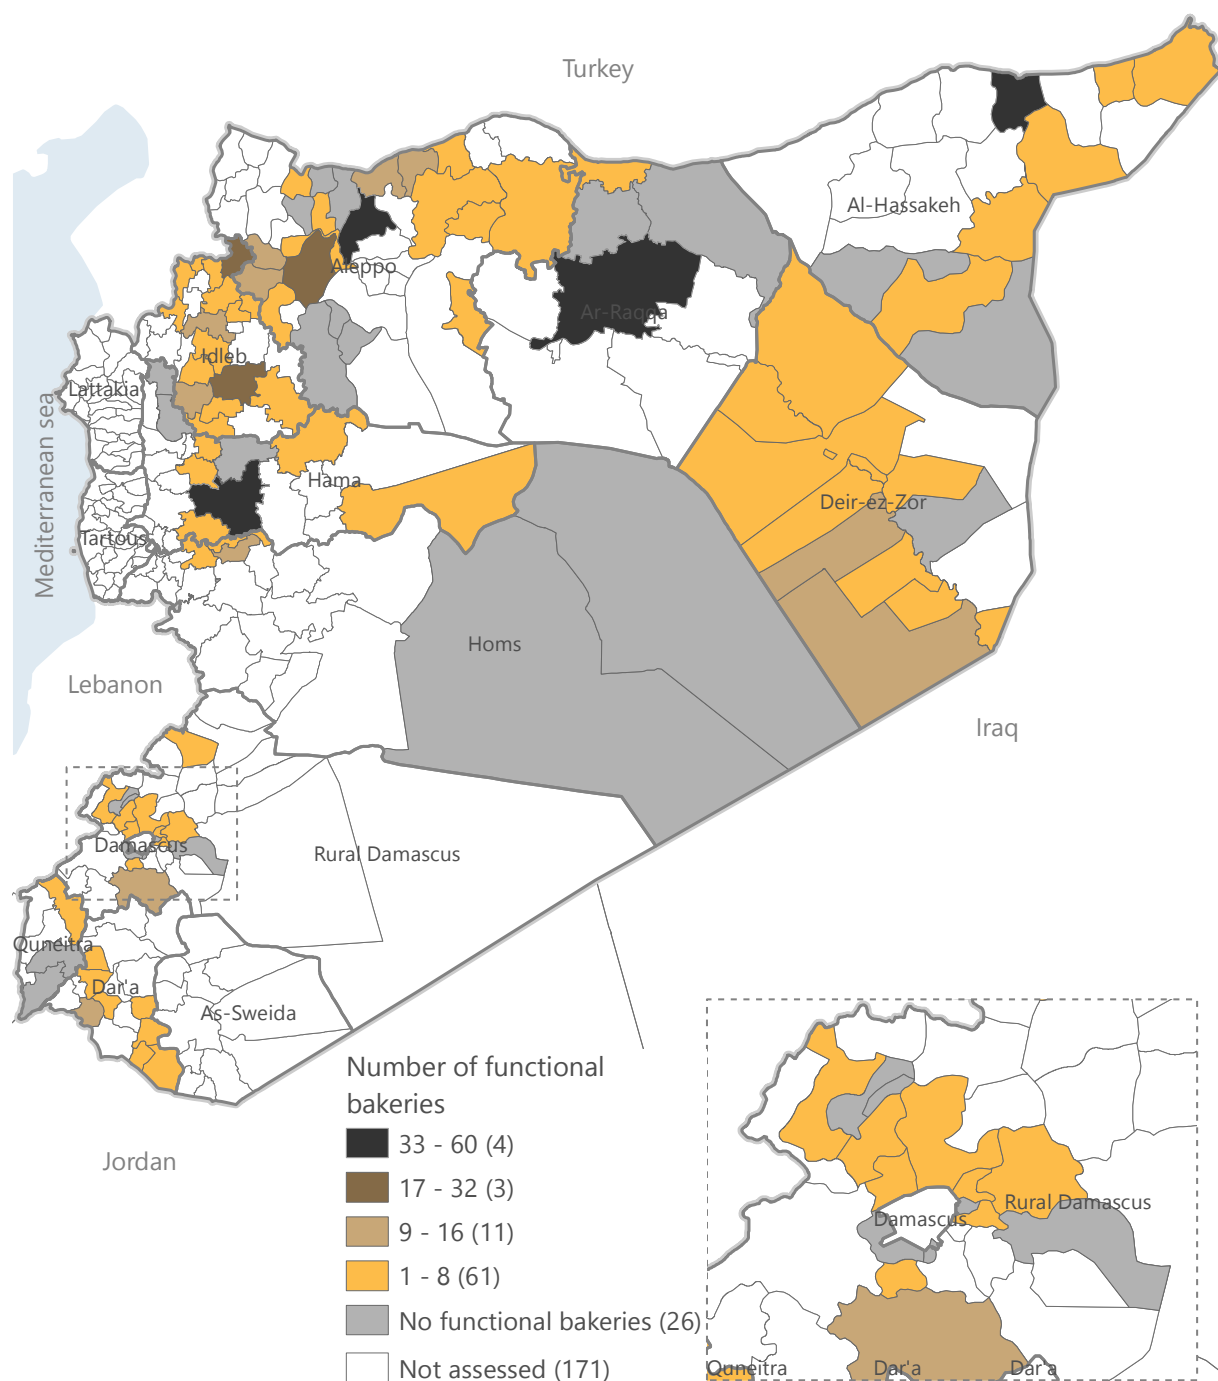 Turkey
Al-Hassakeh
Aleppo
Ar-Raqqa
Idleb
Lattakia
Mediterranean sea
Hama
Deir-ez-Zor
Tartous
Homs
Lebanon
Iraq
Damascus
Rural Damascus
Quneitra
Dar'a
As-Sweida
Jordan
Number of functional
bakeries
33 - 60 (4)
17 - 32 (3)
9 - 16 (11)
1 - 8 (61)
No functional bakeries (26)
Not assessed (171)
Rural Damascus
Damascus
Quneitra
Dar'a
Dar'a